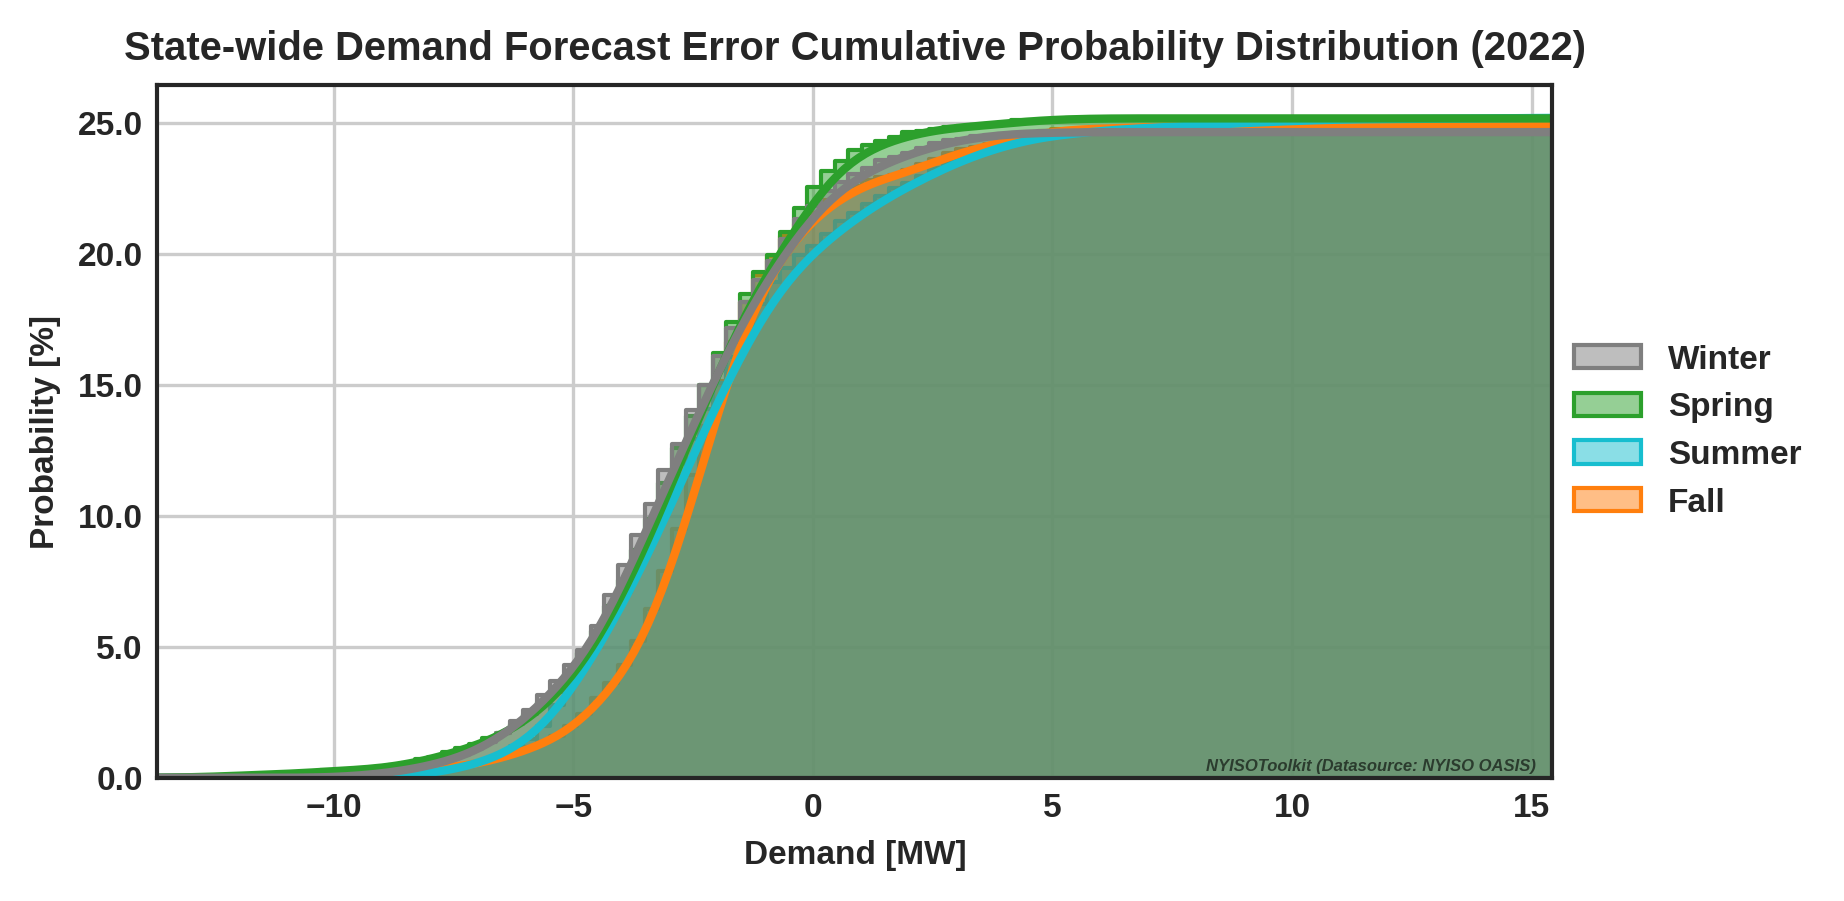 State-wide Demand Forecast Error Cumulative Probability Distribution (2022)
Probability [%]
25.0
20.0
15.0
10.0
5.0
0.0
−10
−5
0
5
10
15
Demand [MW]
Winter
Spring
Summer
Fall
NYISOToolkit (Datasource: NYISO OASIS)